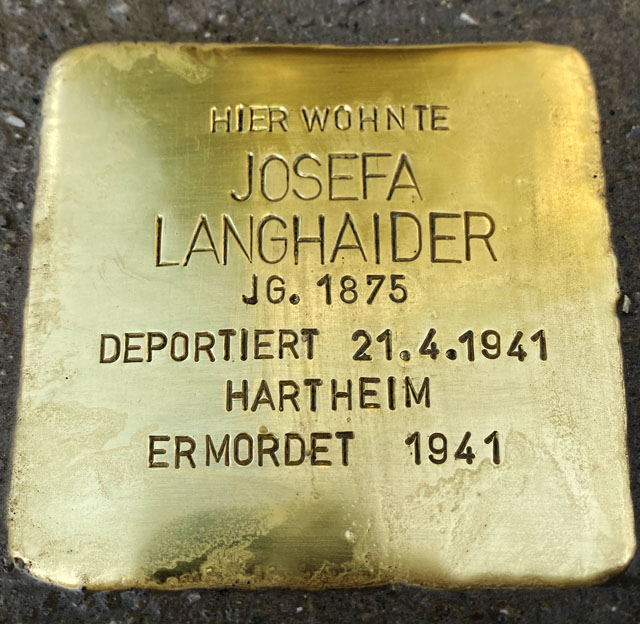 HIER WOHNTE
JOSEFA
LANGHAIDER
JG. 1875
DEPORTIERT 21.4.1941
HARTHEIM
ERMORDET 1941